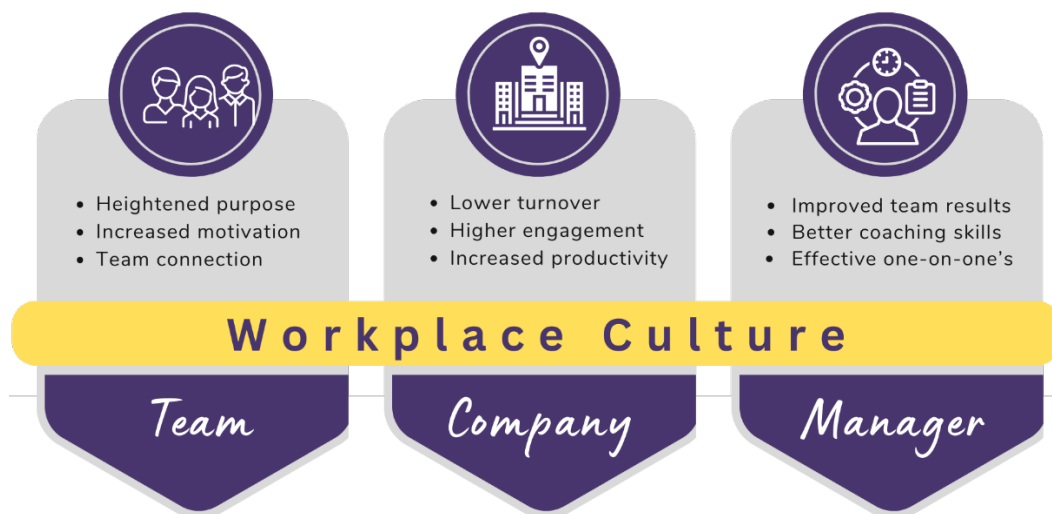 • Heightened purpose
• Increased motivation
• Team connection
• Lower turnover
• Higher engagement
• Increased productivity
• Improved team results
• Better coaching skills
• Effective one-on-one's
Workplace Culture
Team
Company
Manager